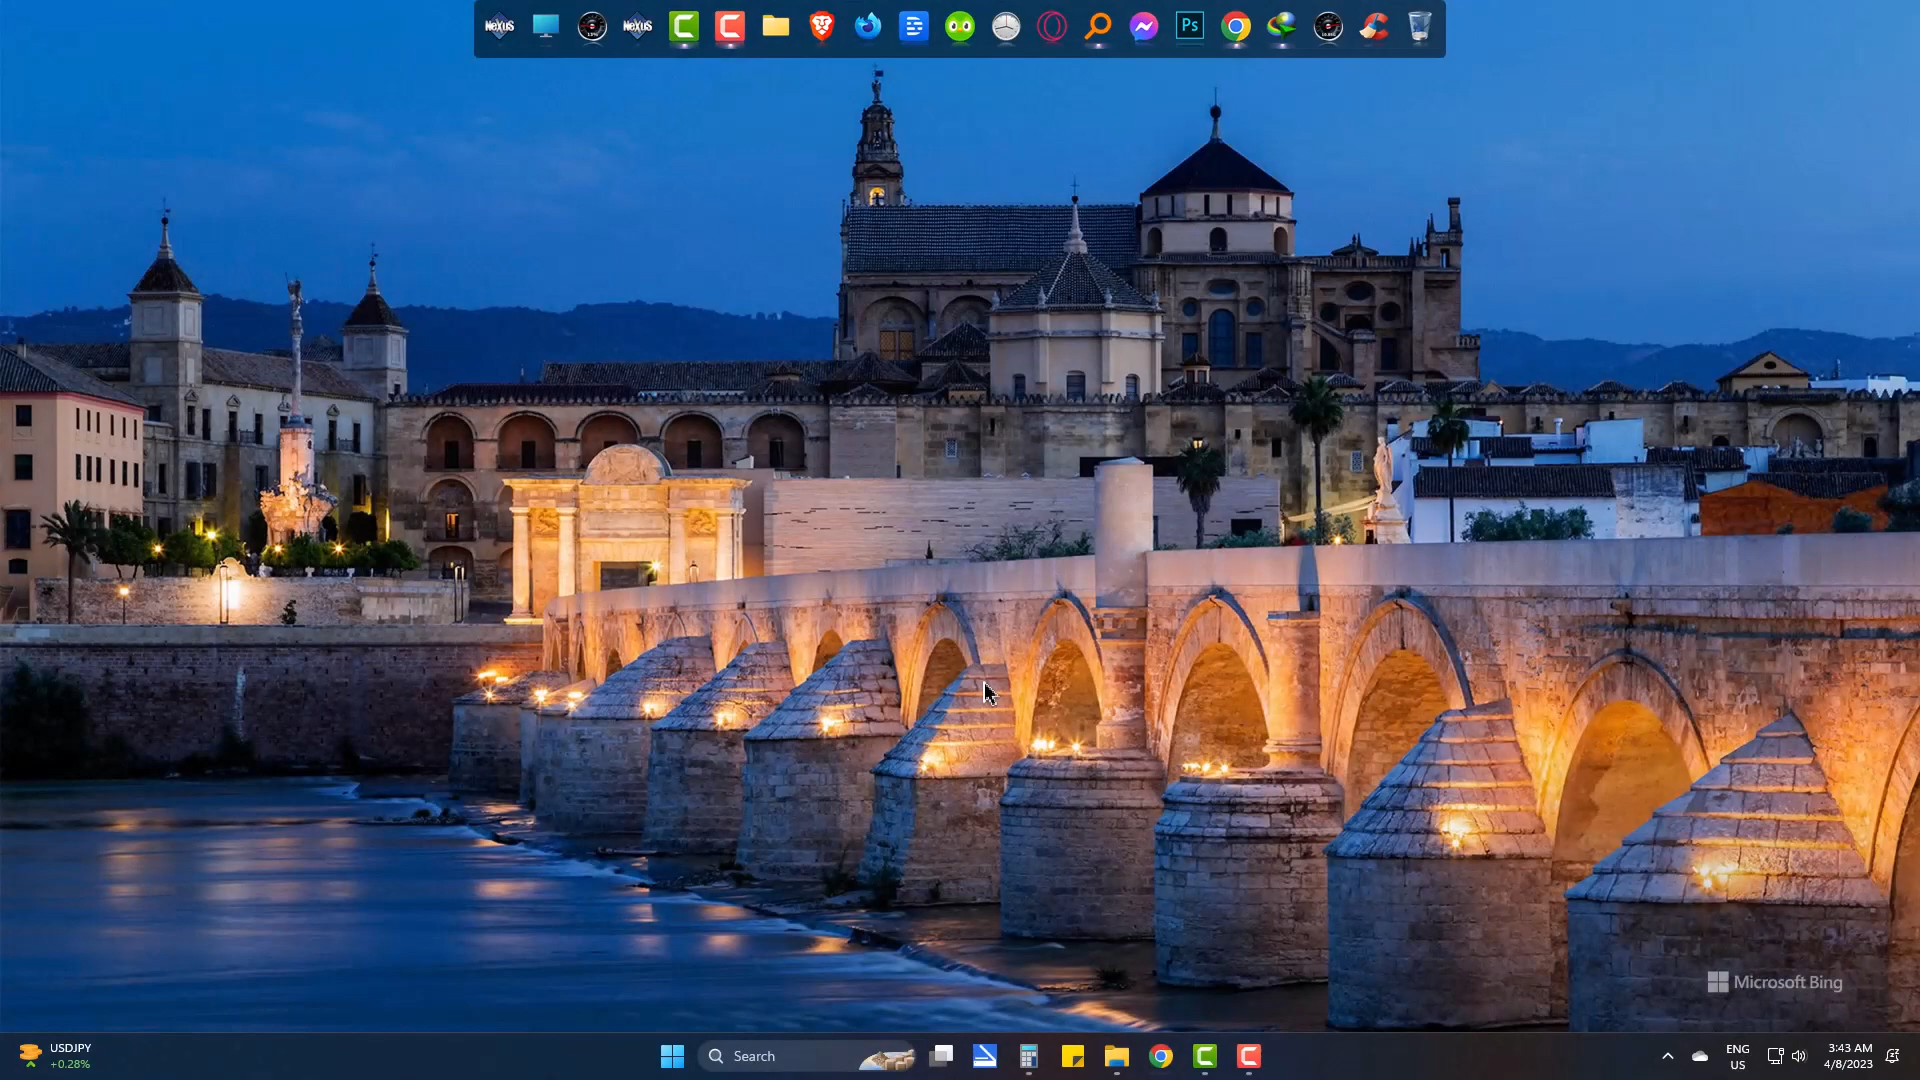 NEXUS
NEXUS
Ps
Microsoft Bing
USDJPY
+0.28%
Search
ENG
US
3:43 AM
4/8/2023